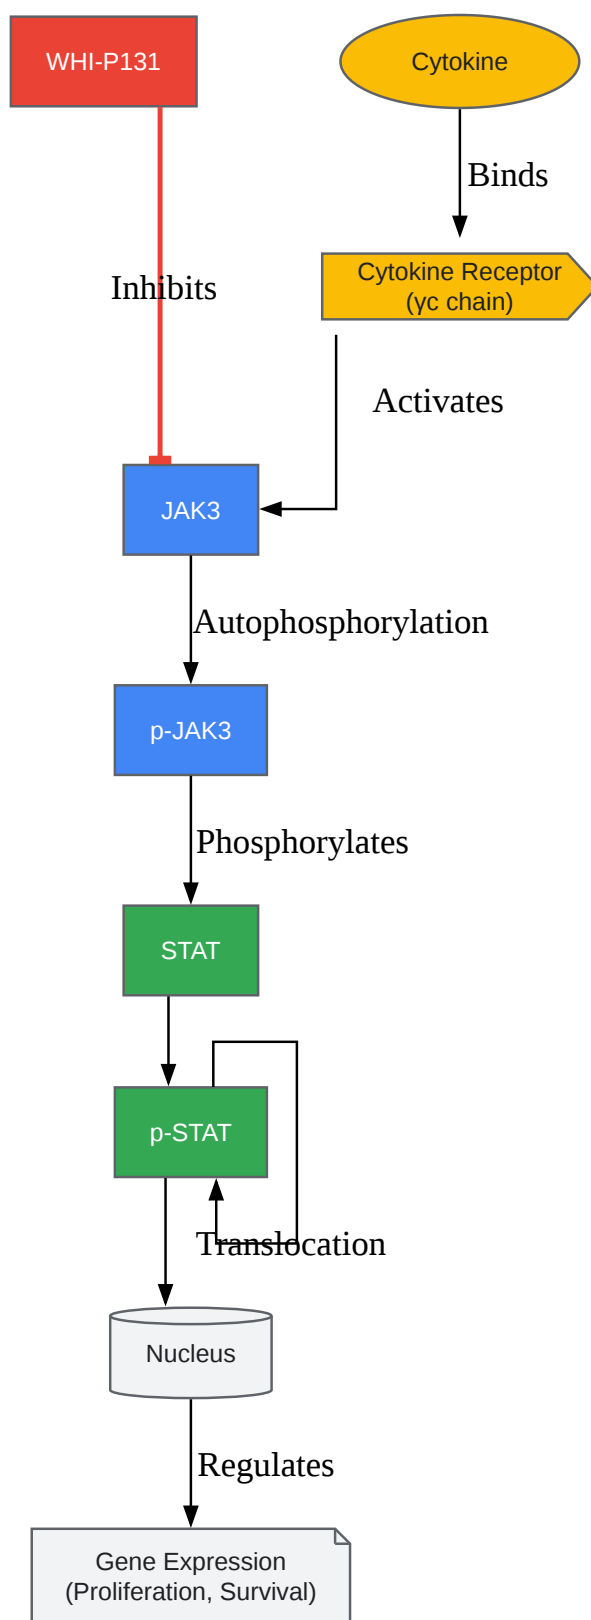 WHI-P131
Cytokine
Binds
Cytokine Receptor
(γc chain)
Inhibits
Activates
JAK3
Autophosphorylation
p-JAK3
Phosphorylates
STAT
p-STAT
Translocation
Nucleus
Regulates
Gene Expression
(Proliferation, Survival)